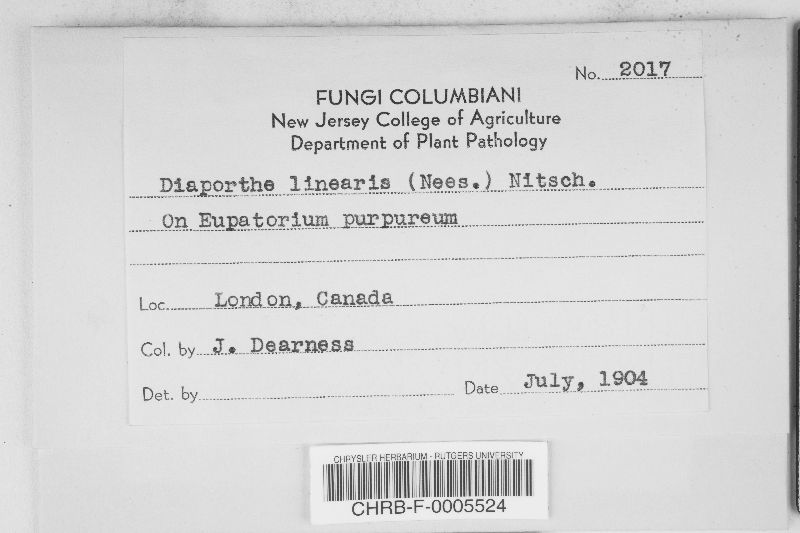 No. 2017
FUNGI COLUMBIANI
New Jersey College of Agriculture
Department of Plant Pathology
Diaporthe linearis (Nees.) Nitsch.
On Eupatorium purpureum
Loc. London, Canada
Col. by J. Dearness
Det. by
Date July, 1904
CHRYSLER HERBARIUM - RUTGERS UNIVERSITY
CHRB-F-0005524